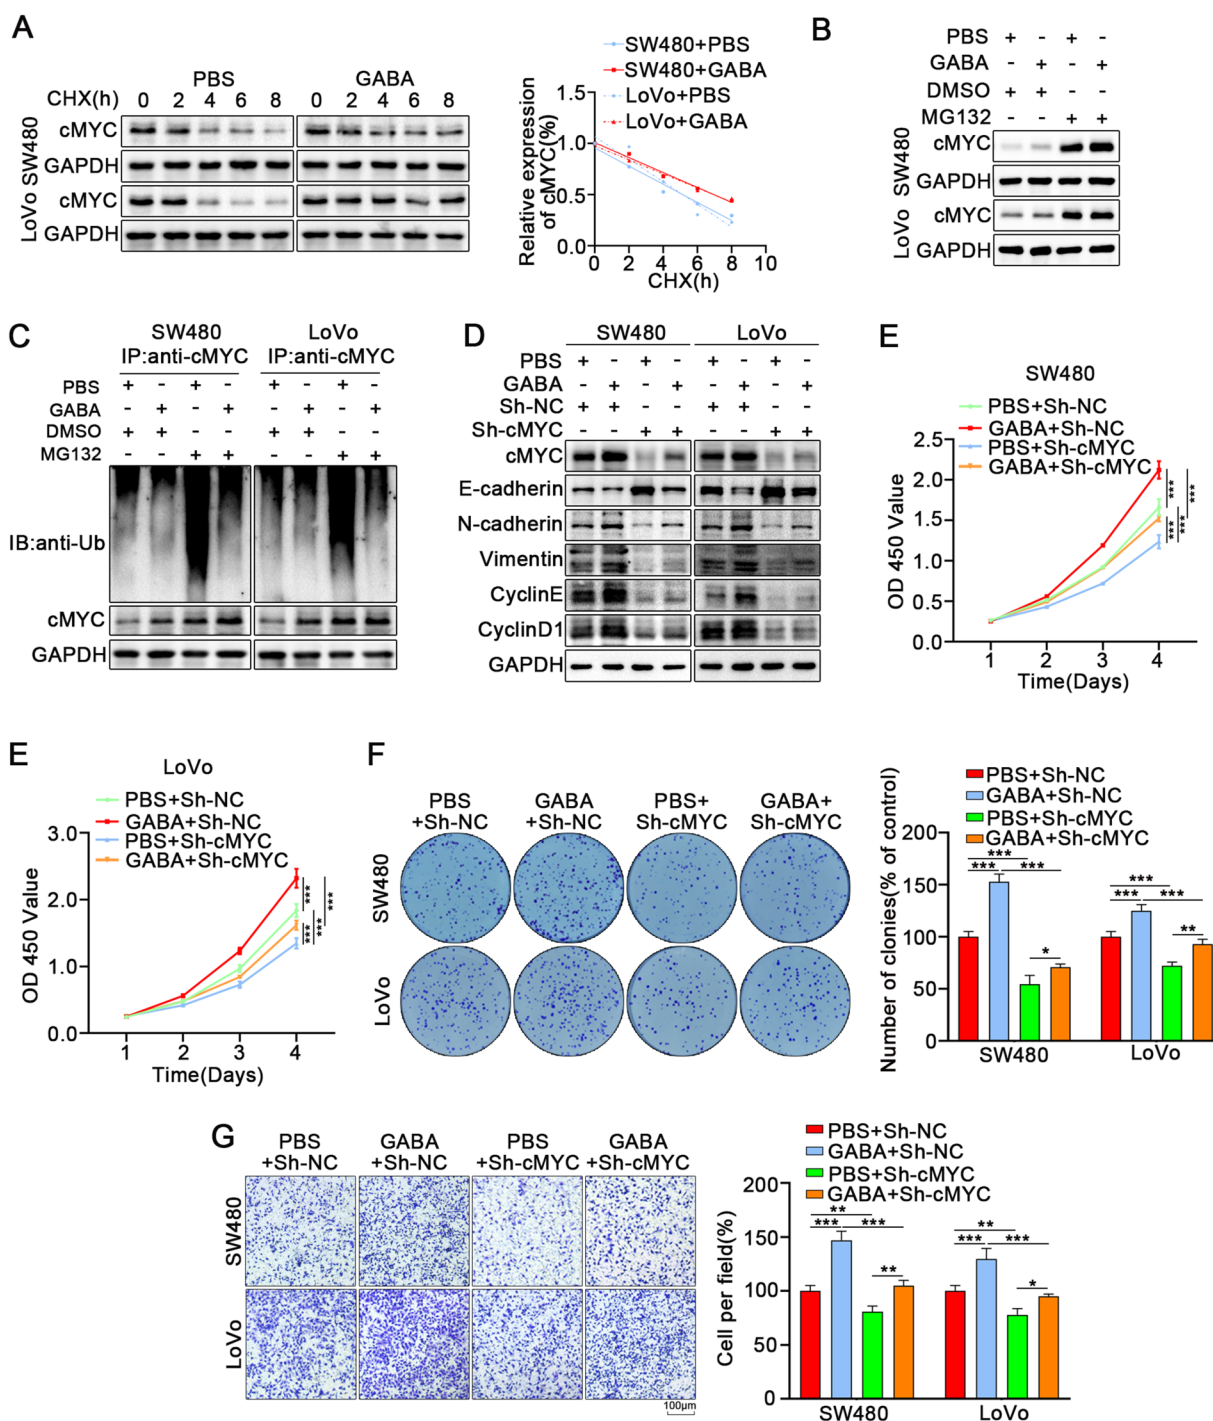 A
PBS GABA
CHX(h) 0 2 4 6 8 0 2 4 6 8
SW480
cMYC
GAPDH
LoVo
cMYC
GAPDH
SW480+PBS
SW480+GABA
LoVo+PBS
LoVo+GABA
Relative expression
of cMYC(%)
1.5
1.0
0.5
0.0
0 2 4 6 8 10
CHX(h)
B
PBS + - + -
GABA - + - +
DMSO + + - -
MG132 - - + +
SW480
cMYC
GAPDH
LoVo
cMYC
GAPDH
C
SW480 LoVo
IP:anti-cMYC IP:anti-cMYC
PBS + - + - + - + -
GABA - + - + - + - +
DMSO + + - - + + - -
MG132 - - + + - - + +
IB:anti-Ub
cMYC
GAPDH
D
SW480 LoVo
PBS + - + - + - + -
GABA - + - + - + - +
Sh-NC + + - - + + - -
Sh-cMYC - - + + - - + +
cMYC
E-cadherin
N-cadherin
Vimentin
CyclinE
CyclinD1
GAPDH
E
SW480
PBS+Sh-NC
GABA+Sh-NC
PBS+Sh-cMYC
GABA+Sh-cMYC
OD 450 Value
2.5
2.0
1.5
1.0
0.5
0.0
*** *** *** ***
1 2 3 4
Time(Days)
E
LoVo
PBS+Sh-NC
GABA+Sh-NC
PBS+Sh-cMYC
GABA+Sh-cMYC
OD 450 Value
3.0
2.0
1.0
0.0
*** *** *** ***
1 2 3 4
Time(Days)
F
PBS GABA PBS+ GABA+
+Sh-NC +Sh-NC Sh-cMYC Sh-cMYC
SW480
LoVo
PBS+Sh-NC
GABA+Sh-NC
PBS+Sh-cMYC
GABA+Sh-cMYC
Number of clonies(% of control)
200
150
100
50
0
*** ***
*** *** *** ***
* **
SW480 LoVo
G
PBS GABA PBS GABA
+Sh-NC +Sh-NC +Sh-cMYC +Sh-cMYC
SW480
LoVo
100μm
PBS+Sh-NC
GABA+Sh-NC
PBS+Sh-cMYC
GABA+Sh-cMYC
Cell per field(%)
200
150
100
50
0
** **
*** *** *** ***
** *
SW480 LoVo